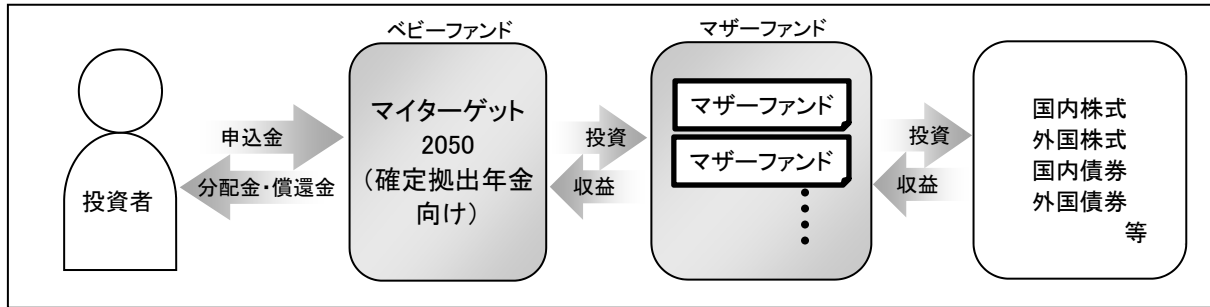 ベビーファンド
マザーファンド
投資者
申込金
分配金・償還金
マイターゲット
2050
（確定拠出年金
向け）
投資
収益
マザーファンド
マザーファンド
投資
収益
国内株式
外国株式
国内債券
外国債券
等